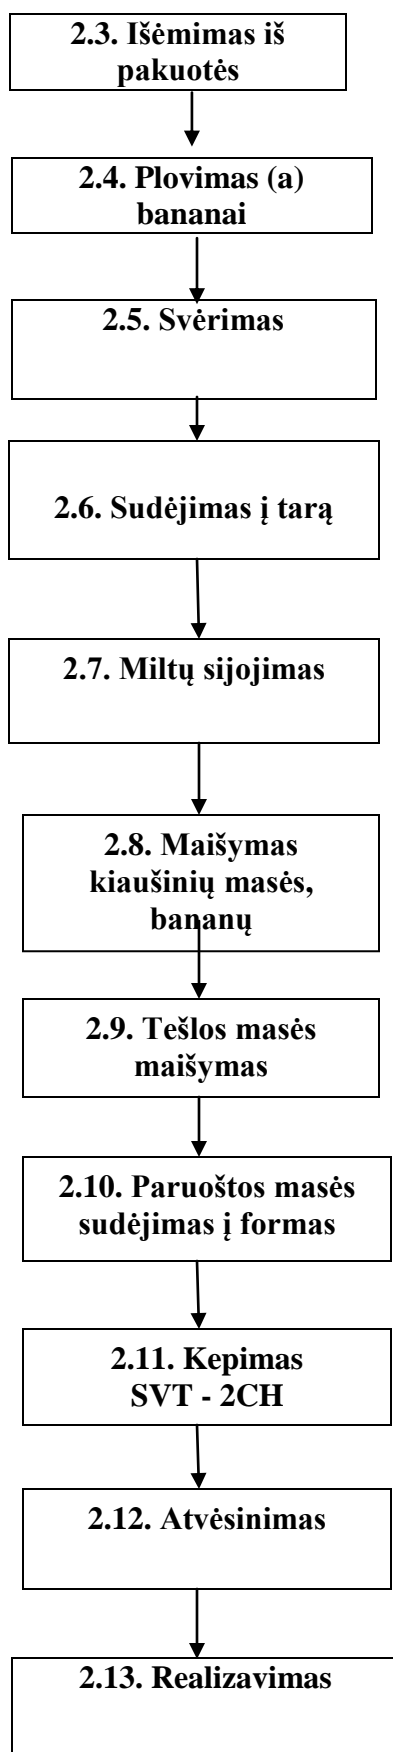 2.3. Išėmimas iš
pakuotės
2.4. Plovimas (a)
bananai
2.5. Svėrimas
2.6. Sudėjimas į tarą
2.7. Miltų sijojimas
2.8. Maišymas
kiaušinių masės,
bananų
2.9. Tešlos masės
maišymas
2.10. Paruoštos masės
sudėjimas į formas
2.11. Kepimas
SVT - 2CH
2.12. Atvėsinimas
2.13. Realizavimas